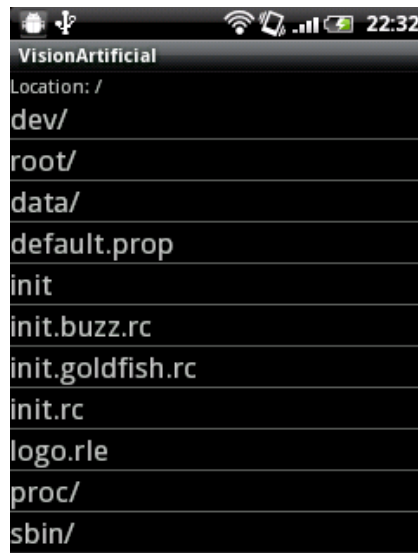 22:32
VisionArtificial
Location: /
dev/
root/
data/
default.prop
init
init.buzz.rc
init.goldfish.rc
init.rc
logo.rle
proc/
sbin/